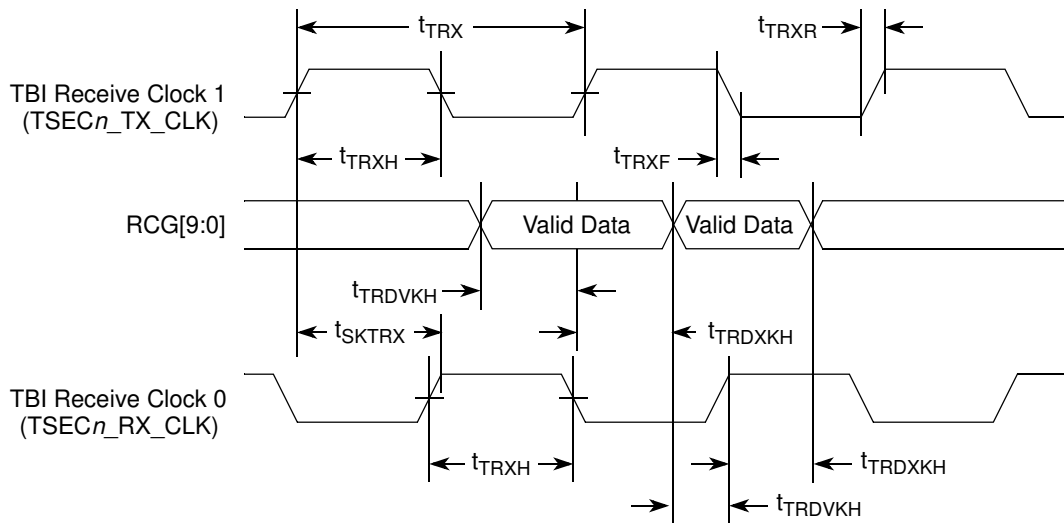 tTRX
tTRXR
TBI Receive Clock 1
(TSECn_TX_CLK)
tTRXH
tTRXF
RCG[9:0]
Valid Data
Valid Data
tTRDVKH
tSKTRX
tTRDXKH
TBI Receive Clock 0
(TSECn_RX_CLK)
tTRXH
tTRDXKH
tTRDVKH